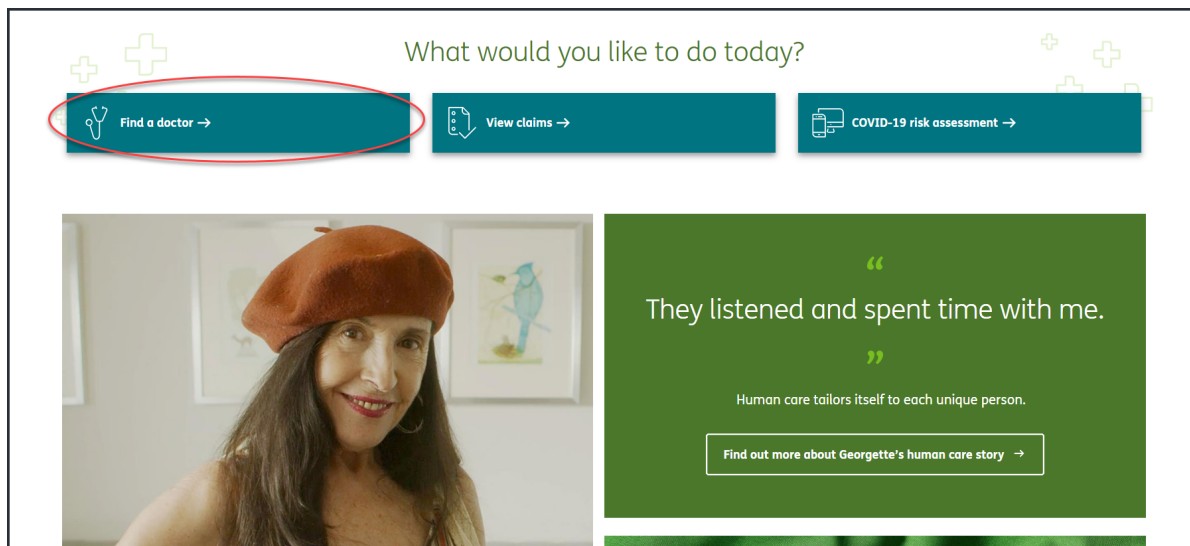 What would you like to do today?
Find a doctor →
View claims →
COVID-19 risk assessment →
“
They listened and spent time with me.
”
Human care tailors itself to each unique person.
Find out more about Georgette’s human care story →